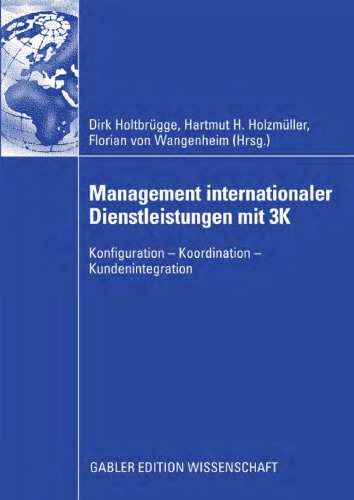 Dirk Holtbrügge, Hartmut H. Holzmüller,
Florian von Wangenheim (Hrsg.)
Management internationaler
Dienstleistungen mit 3K
Konfiguration – Koordination –
Kundenintegration
GABLER EDITION WISSENSCHAFT